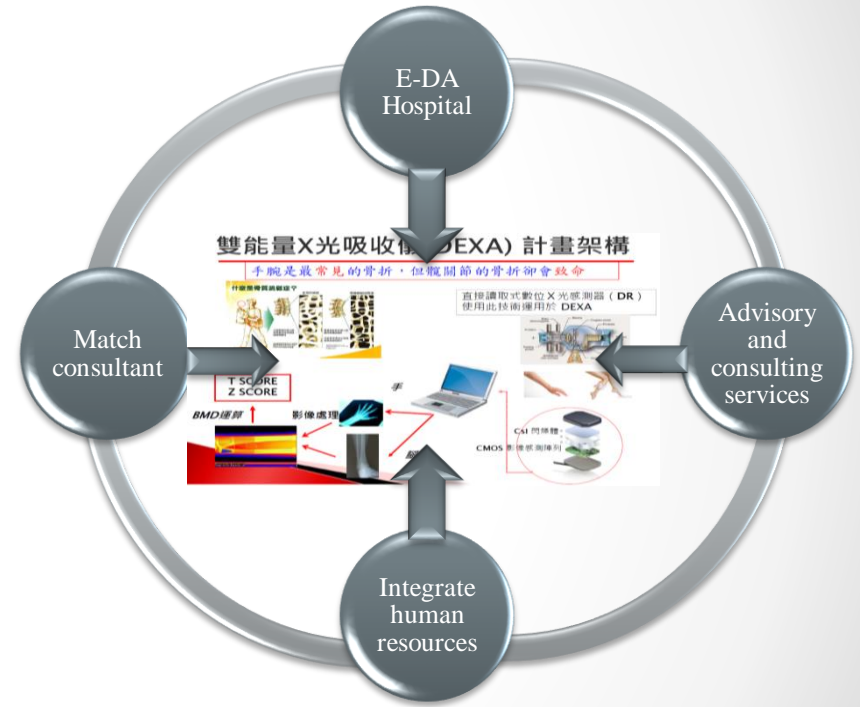 E-DA
Hospital
雙能量X光吸收儀(DEXA) 計畫架構
手腕是最常見的骨折，但髖關節的骨折卻會致命
直接讀取式數位 X 光感測器 ( DR )
使用此技術運用於 DEXA
Match
consultant
Advisory
and
consulting
services
T SCORE
Z SCORE
手
BMD運算
影像處理
CsI 閃爍體
CMOS 影像感測陣列
Integrate
human
resources